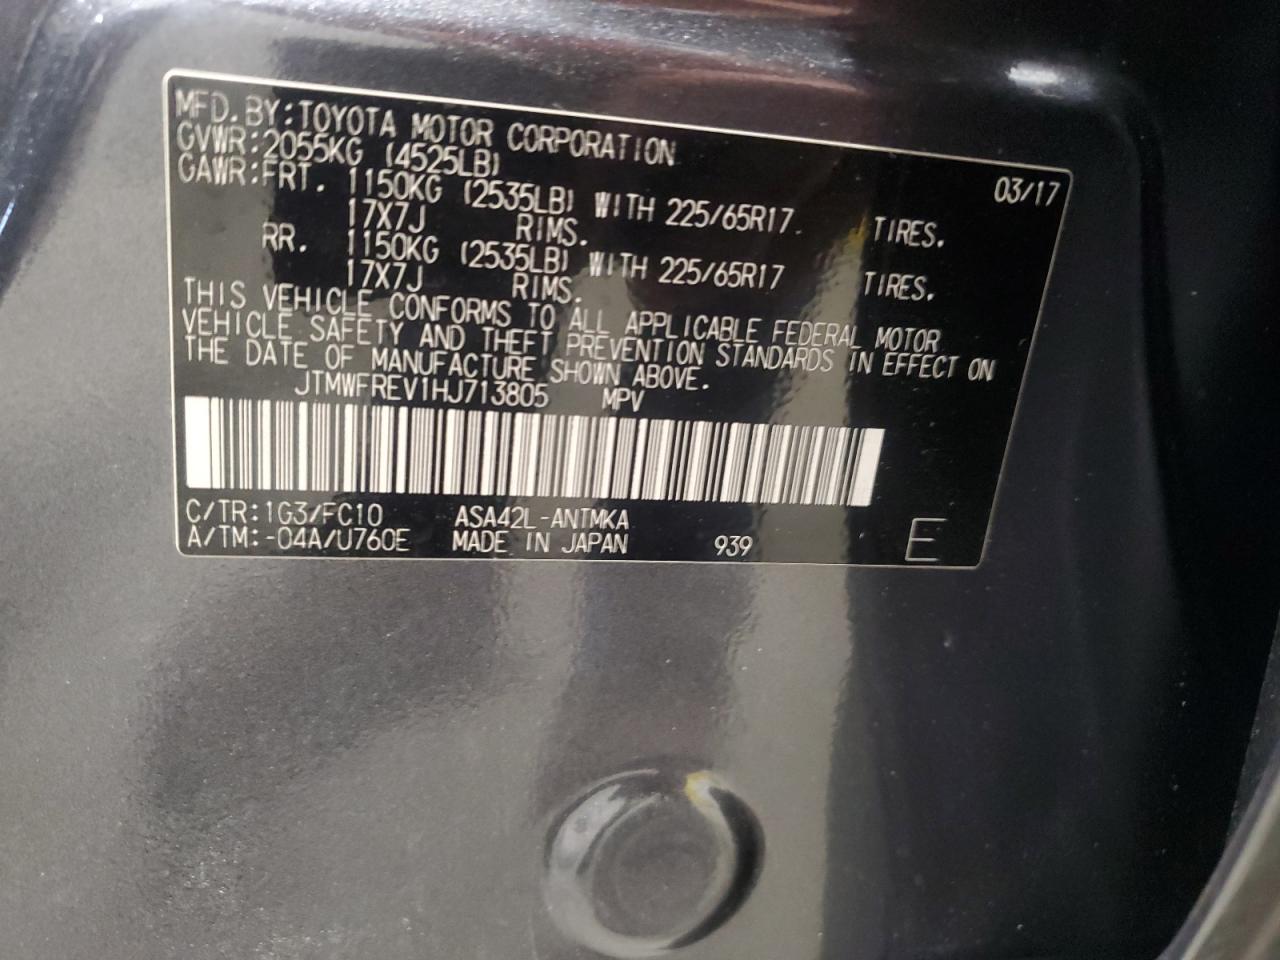 MFD.BY:TOYOTA MOTOR CORPORATION 03/17
GVWR:2055KG (4525LB)
GAWR:FRT. 1150KG (2535LB) WITH 225/65R17 TIRES.
17X7J RIMS.
RR. 1150KG (2535LB) WITH 225/65R17 TIRES.
17X7J RIMS.
THIS VEHICLE CONFORMS TO ALL APPLICABLE FEDERAL MOTOR
VEHICLE SAFETY AND THEFT PREVENTION STANDARDS IN EFFECT ON
THE DATE OF MANUFACTURE SHOWN ABOVE.
JTMWFREV1HJ713805 MPV
C/TR:1G3/FC10 ASA42L-ANTMKA
A/TM:-04A/U760E MADE IN JAPAN 939 E